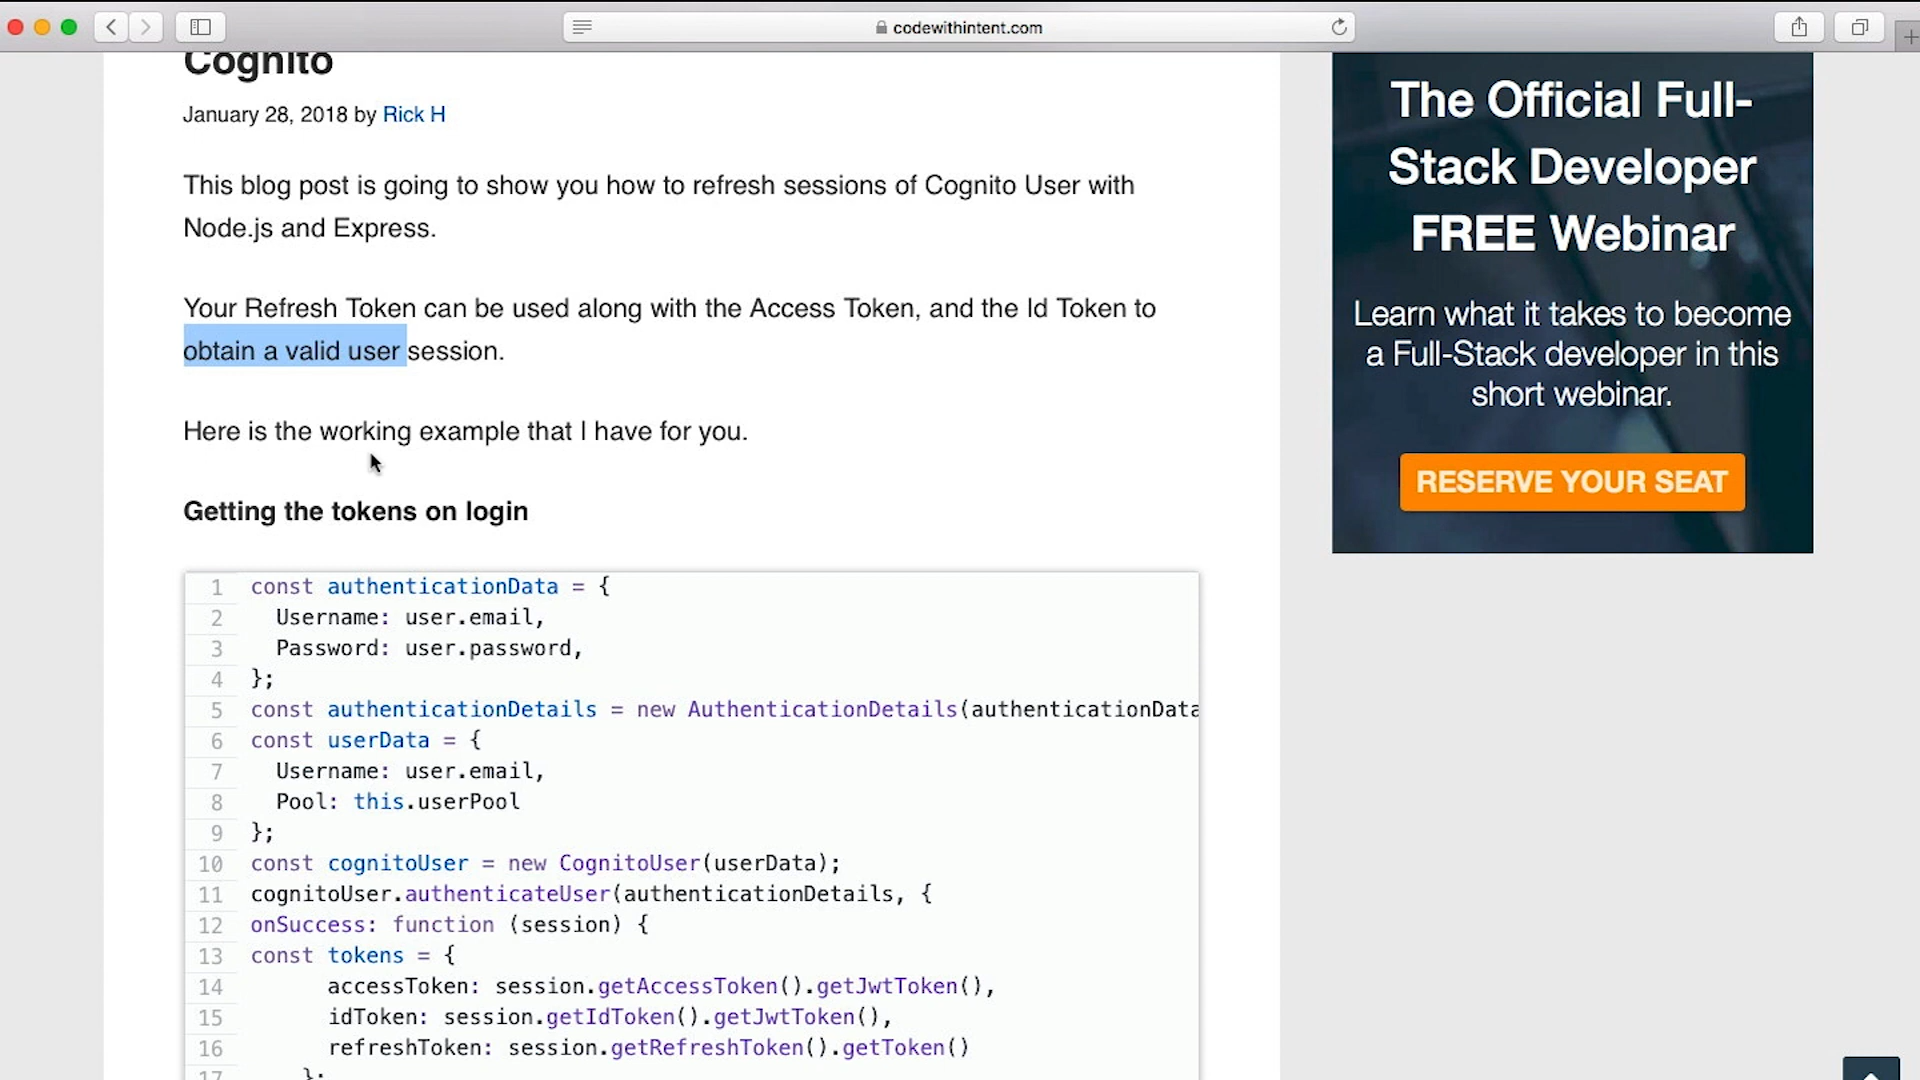 codewithintent.com
Cognito
January 28, 2018 by Rick H
This blog post is going to show you how to refresh sessions of Cognito User with
Node.js and Express.
Your Refresh Token can be used along with the Access Token, and the Id Token to
obtain a valid user session.
Here is the working example that I have for you.
Getting the tokens on login
1 const authenticationData = {
2 Username: user.email,
3 Password: user.password,
4 };
5 const authenticationDetails = new AuthenticationDetails(authenticationData
6 const userData = {
7 Username: user.email,
8 Pool: this.userPool
9 };
10 const cognitoUser = new CognitoUser(userData);
11 cognitoUser.authenticateUser(authenticationDetails, {
12 onSuccess: function (session) {
13 const tokens = {
14 accessToken: session.getAccessToken().getJwtToken(),
15 idToken: session.getIdToken().getJwtToken(),
16 refreshToken: session.getRefreshToken().getToken()
17 };
The Official Full-
Stack Developer
FREE Webinar
Learn what it takes to become
a Full-Stack developer in this
short webinar.
RESERVE YOUR SEAT